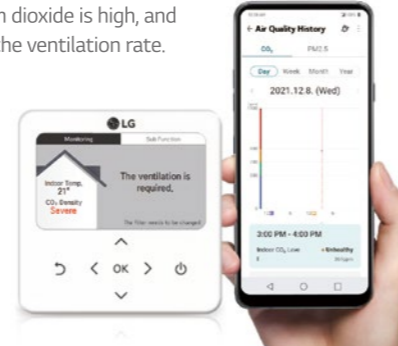 n dioxide is high, and
the ventilation rate.
LG
Monitoring
Sub Function
Indoor Temp.
21°
CO₂ Density
Severe
The ventilation is
required.
The filter needs to be changed
OK
Air Quality History
CO₂
PM2.5
Day Week Month Year
2021.12.8. (Wed)
3:00 PM - 4:00 PM
Indoor CO₂
Unhealthy